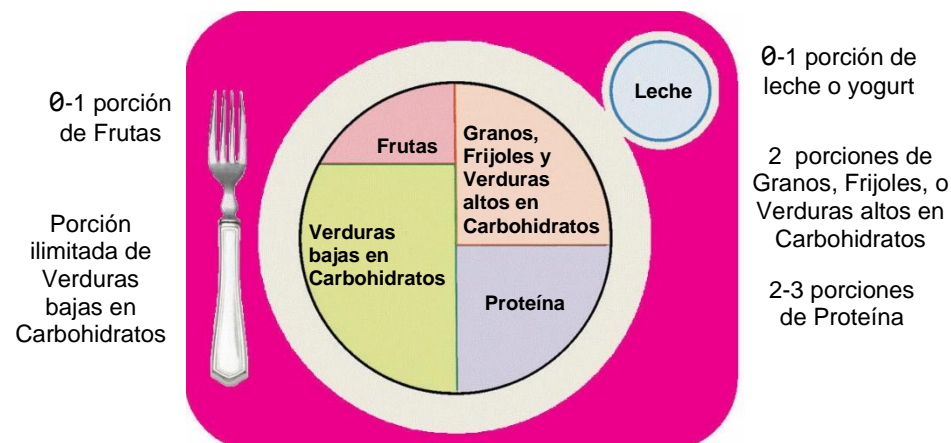 0-1 porción
de Frutas
Porción
ilimitada de
Verduras
bajas en
Carbohidratos
Frutas
Granos,
Frijoles y
Verduras
altos en
Carbohidratos
Verduras
bajas en
Carbohidratos
Proteína
Leche
0-1 porción de
leche o yogurt
2 porciones de
Granos, Frijoles, o
Verduras altos en
Carbohidratos
2-3 porciones
de Proteína